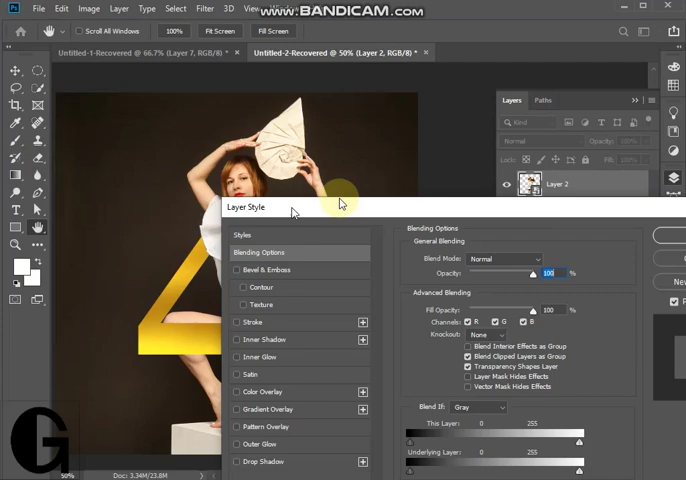 www.BANDICAM.com
Ps File Edit Image Layer Type Select Filter 3D View
Scroll All Windows 100% Fit Screen Fill Screen
Untitled-1-Recovered @ 66.7% (Layer 7, RGB/8) * × Untitled-2-Recovered @ 50% (Layer 2, RGB/8) * ×
Layers Paths
Kind
Normal Opacity: 100%
Lock: Fill: 100%
Layer 2
Layer Style
Styles
Blending Options
Bevel & Emboss
Contour
Texture
Stroke
Inner Shadow
Inner Glow
Satin
Color Overlay
Gradient Overlay
Pattern Overlay
Outer Glow
Drop Shadow
Blending Options
General Blending
Blend Mode: Normal
Opacity: 100 %
Advanced Blending
Fill Opacity: 100 %
Channels: R G B
Knockout: None
Blend Interior Effects as Group
Blend Clipped Layers as Group
Transparency Shapes Layer
Layer Mask Hides Effects
Vector Mask Hides Effects
Blend If: Gray
This Layer: 0 255
Underlying Layer: 0 255
New
G
50% Doc: 3.34M/23.8M